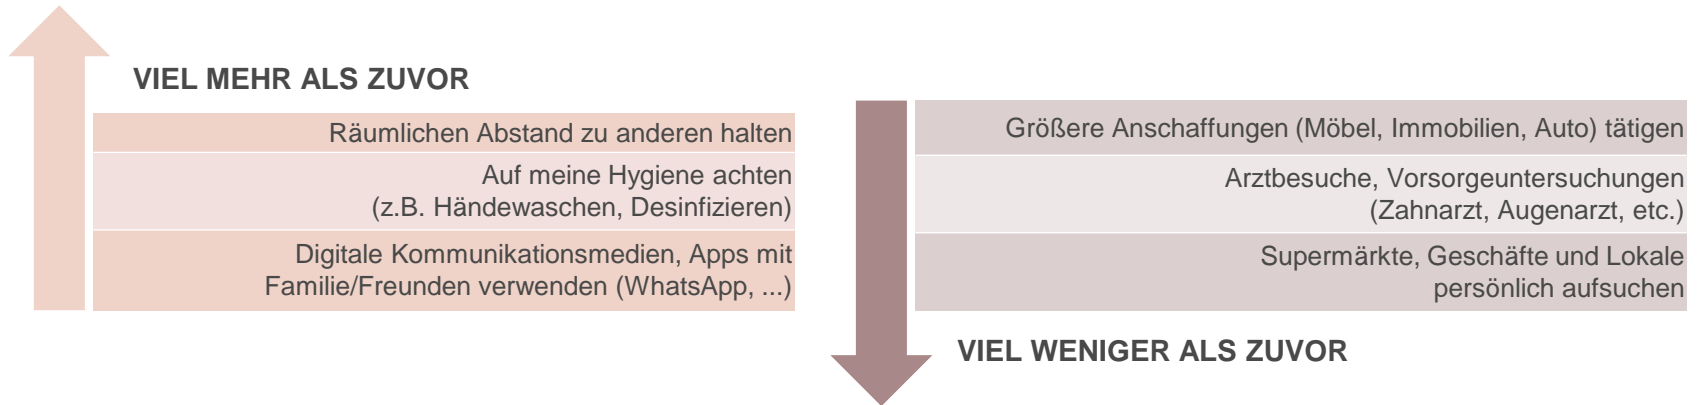 VIEL MEHR ALS ZUVOR
Räumlichen Abstand zu anderen halten
Auf meine Hygiene achten
(z.B. Händewaschen, Desinfizieren)
Digitale Kommunikationsmedien, Apps mit
Familie/Freunden verwenden (WhatsApp, ...)
Größere Anschaffungen (Möbel, Immobilien, Auto) tätigen
Arztbesuche, Vorsorgeuntersuchungen
(Zahnarzt, Augenarzt, etc.)
Supermärkte, Geschäfte und Lokale
persönlich aufsuchen
VIEL WENIGER ALS ZUVOR